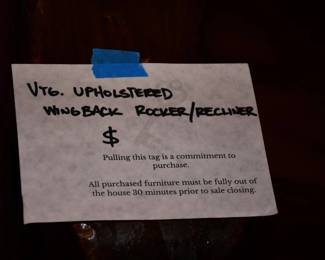 VTG. UPHOLSTERED
WINGBACK ROCKER/RECLINER
$
Pulling this tag is a commitment to
purchase.
All purchased furniture must be fully out of
the house 30 minutes prior to sale closing.